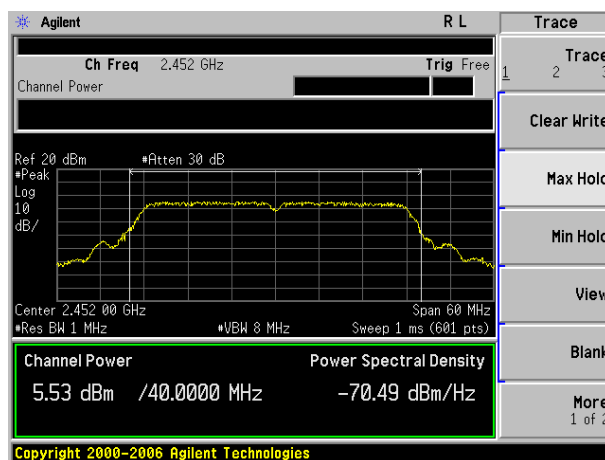 Agilent R L Trace
Ch Freq 2.452 GHz Trig Free
Channel Power
Trace
1 2 3
Clear Write
Ref 20 dBm #Atten 30 dB
#Peak
Log
10
dB/
Max Hold
Min Hold
View
Center 2.452 00 GHz Span 60 MHz
#Res BW 1 MHz #VBW 8 MHz Sweep 1 ms (601 pts)
Blank
Channel Power Power Spectral Density
5.53 dBm /40.0000 MHz -70.49 dBm/Hz
More
1 of 2
Copyright 2000-2006 Agilent Technologies